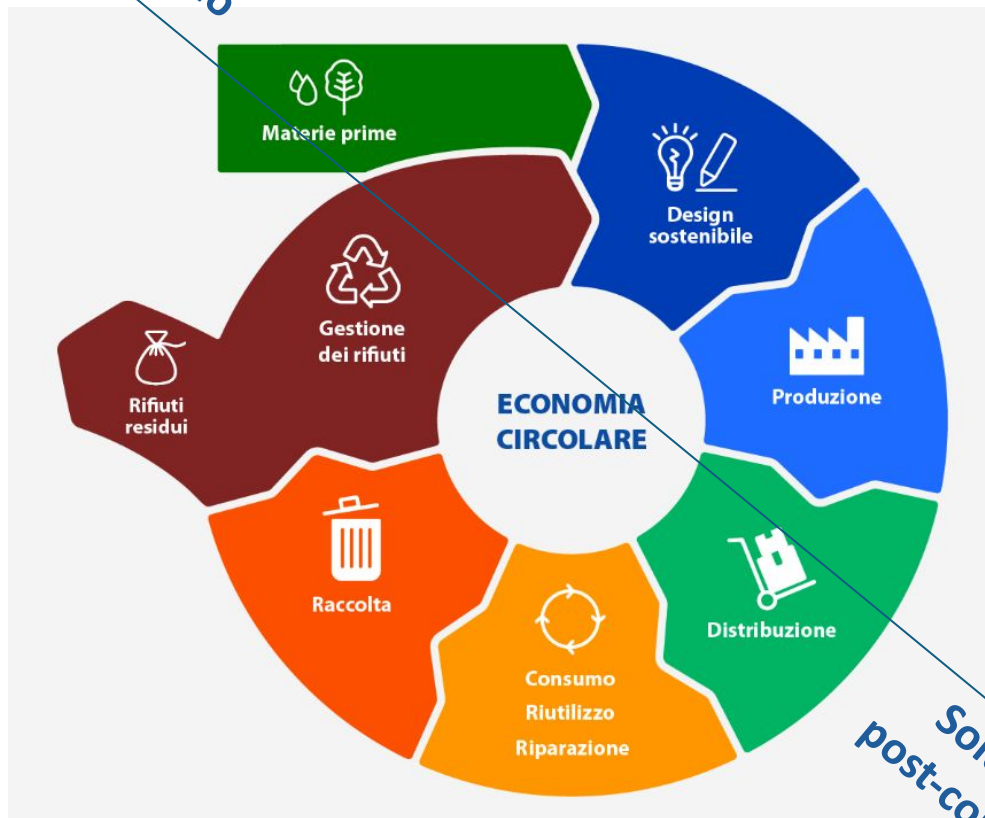 Materie prime
Design
sostenibile
Gestione
dei rifiuti
Rifiuti
residui
ECONOMIA
CIRCOLARE
Produzione
Raccolta
Distribuzione
Consumo
Riutilizzo
Riparazione